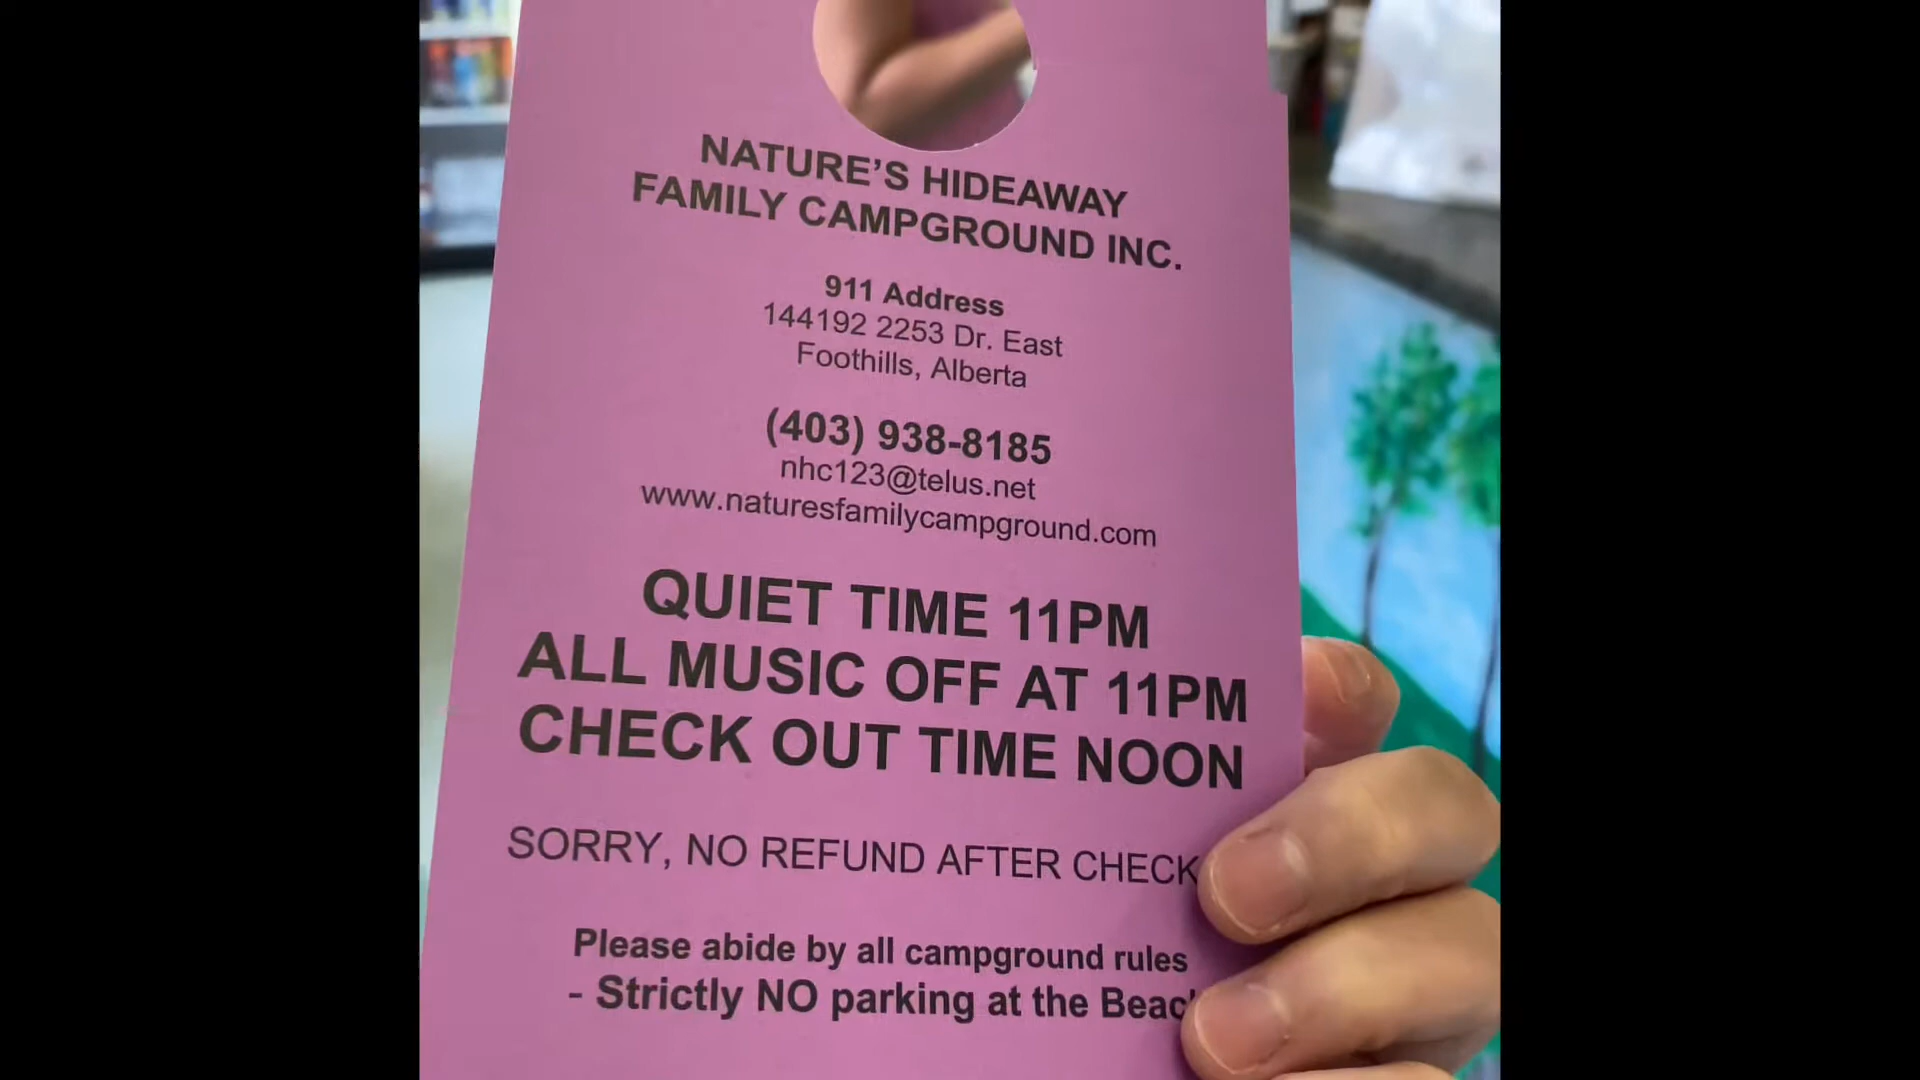 NATURE'S HIDEAWAY
FAMILY CAMPGROUND INC.
911 Address
144192 2253 Dr. East
Foothills, Alberta
(403) 938-8185
nhc123@telus.net
www.naturesfamilycampground.com
QUIET TIME 11PM
ALL MUSIC OFF AT 11PM
CHECK OUT TIME NOON
SORRY, NO REFUND AFTER CHECK
Please abide by all campground rules
- Strictly NO parking at the